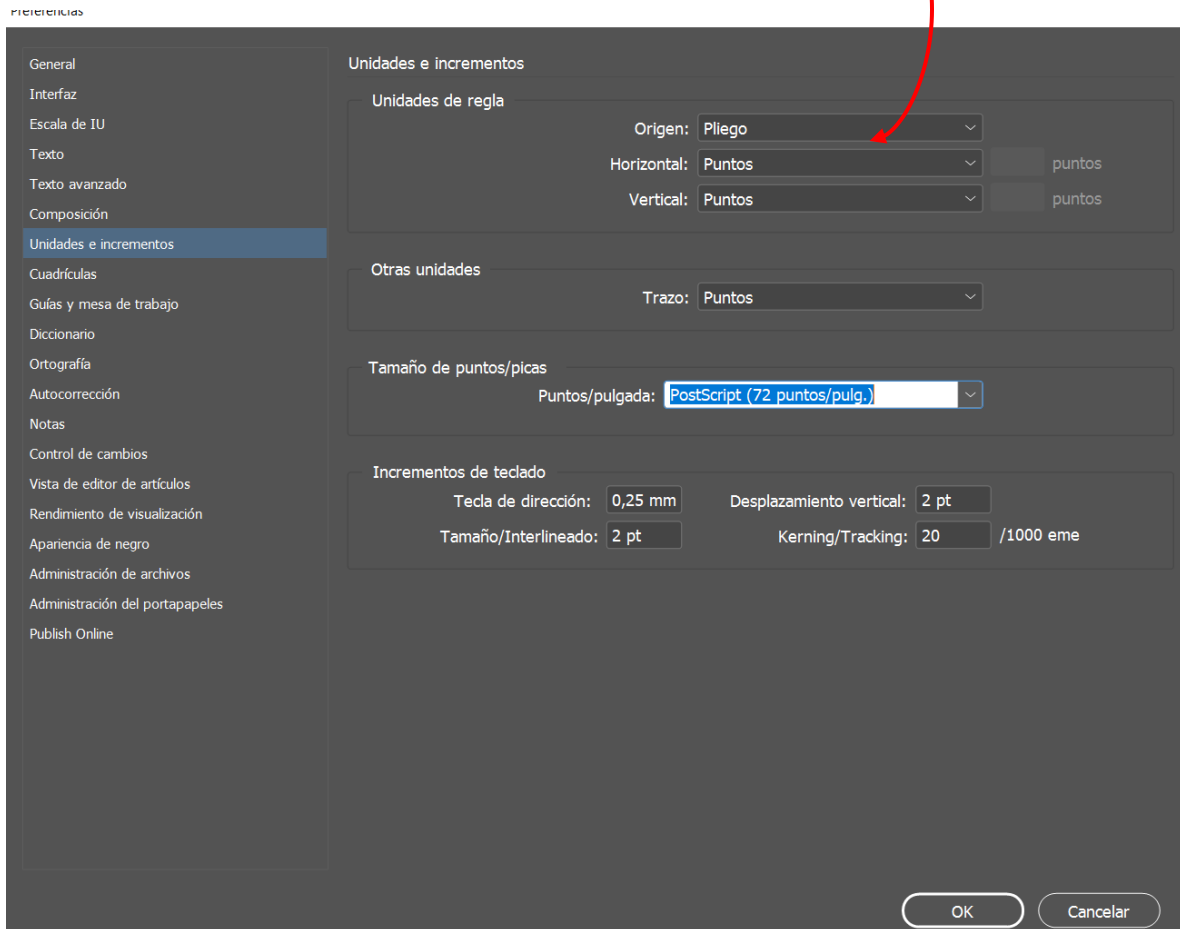 Preferencias
General
Interfaz
Escala de IU
Texto
Texto avanzado
Composición
Unidades e incrementos
Cuadrículas
Guías y mesa de trabajo
Diccionario
Ortografía
Autocorrección
Notas
Control de cambios
Vista de editor de artículos
Rendimiento de visualización
Apariencia de negro
Administración de archivos
Administración del portapapeles
Publish Online
Unidades e incrementos
Unidades de regla
Origen: Pliego
Horizontal: Puntos puntos
Vertical: Puntos puntos
Otras unidades
Trazo: Puntos
Tamaño de puntos/picas
Puntos/pulgada: PostScript (72 puntos/pulg.)
Incrementos de teclado
Tecla de dirección: 0,25 mm Desplazamiento vertical: 2 pt
Tamaño/Interlineado: 2 pt Kerning/Tracking: 20 /1000 eme
OK Cancelar